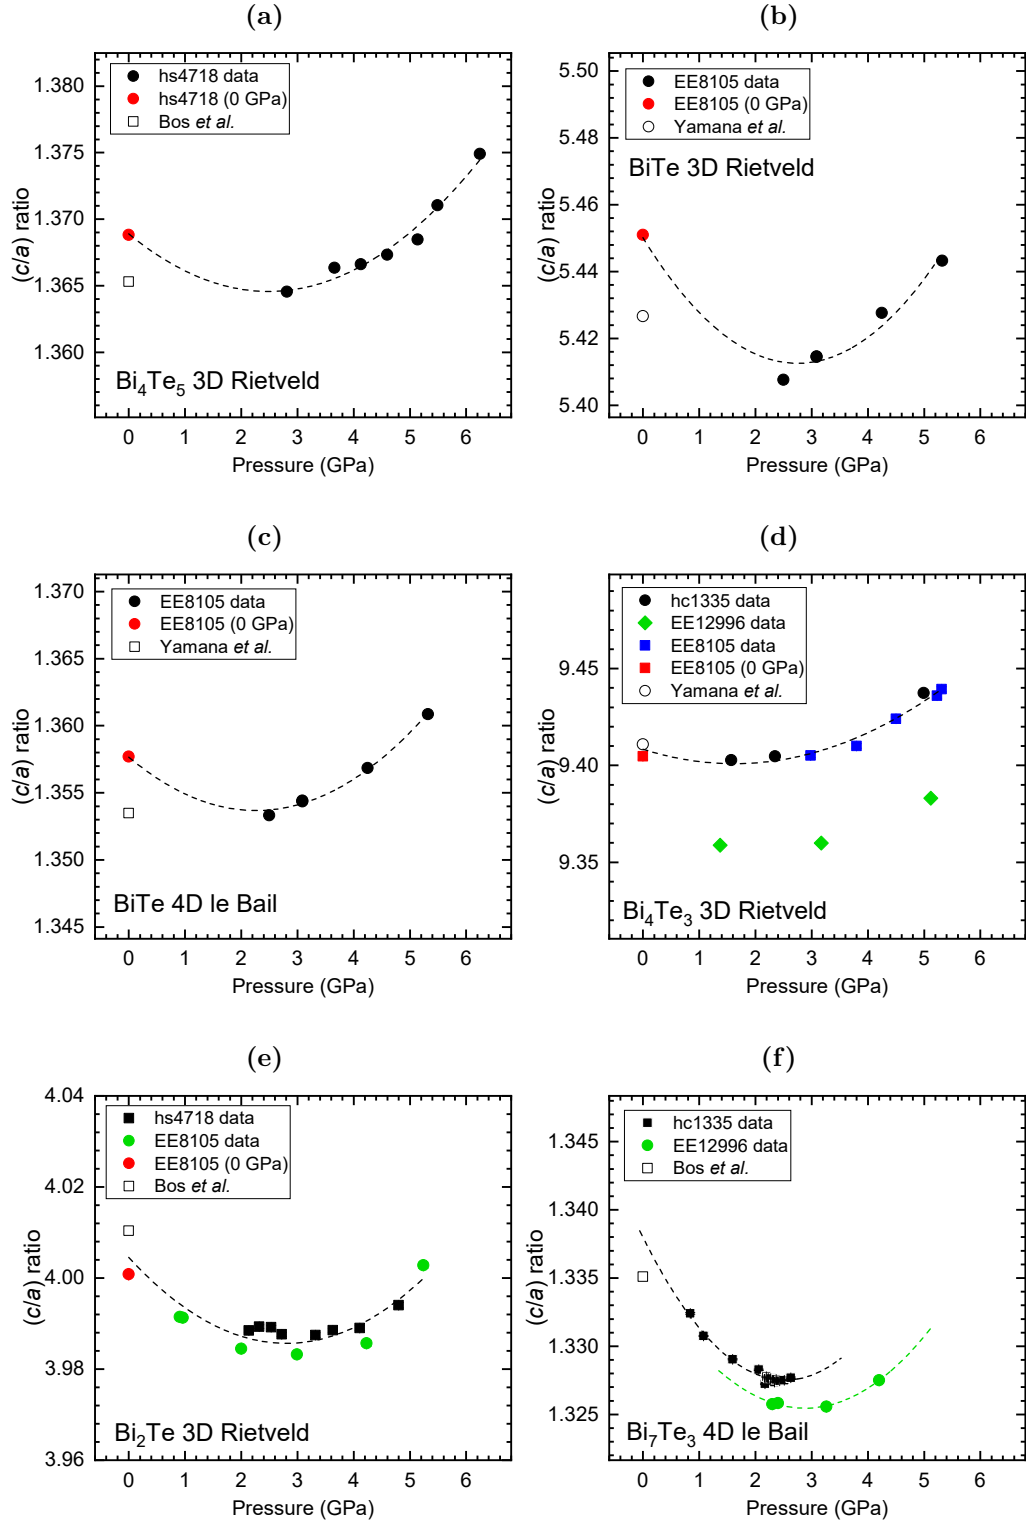 (a)
1.380
1.375
1.370
1.365
1.360
(c/a) ratio
hs4718 data
hs4718 (0 GPa)
Bos et al.
Bi4Te5 3D Rietveld
0 1 2 3 4 5 6
Pressure (GPa)
(b)
5.50
5.48
5.46
5.44
5.42
5.40
(c/a) ratio
EE8105 data
EE8105 (0 GPa)
Yamana et al.
BiTe 3D Rietveld
0 1 2 3 4 5 6
Pressure (GPa)
(c)
1.370
1.365
1.360
1.355
1.350
1.345
(c/a) ratio
EE8105 data
EE8105 (0 GPa)
Yamana et al.
BiTe 4D le Bail
0 1 2 3 4 5 6
Pressure (GPa)
(d)
9.45
9.40
9.35
(c/a) ratio
hc1335 data
EE12996 data
EE8105 data
EE8105 (0 GPa)
Yamana et al.
Bi4Te3 3D Rietveld
0 1 2 3 4 5 6
Pressure (GPa)
(e)
4.04
4.02
4.00
3.98
3.96
(c/a) ratio
hs4718 data
EE8105 data
EE8105 (0 GPa)
Bos et al.
Bi2Te 3D Rietveld
0 1 2 3 4 5 6
Pressure (GPa)
(f)
1.345
1.340
1.335
1.330
1.325
(c/a) ratio
hc1335 data
EE12996 data
Bos et al.
Bi7Te3 4D le Bail
0 1 2 3 4 5 6
Pressure (GPa)